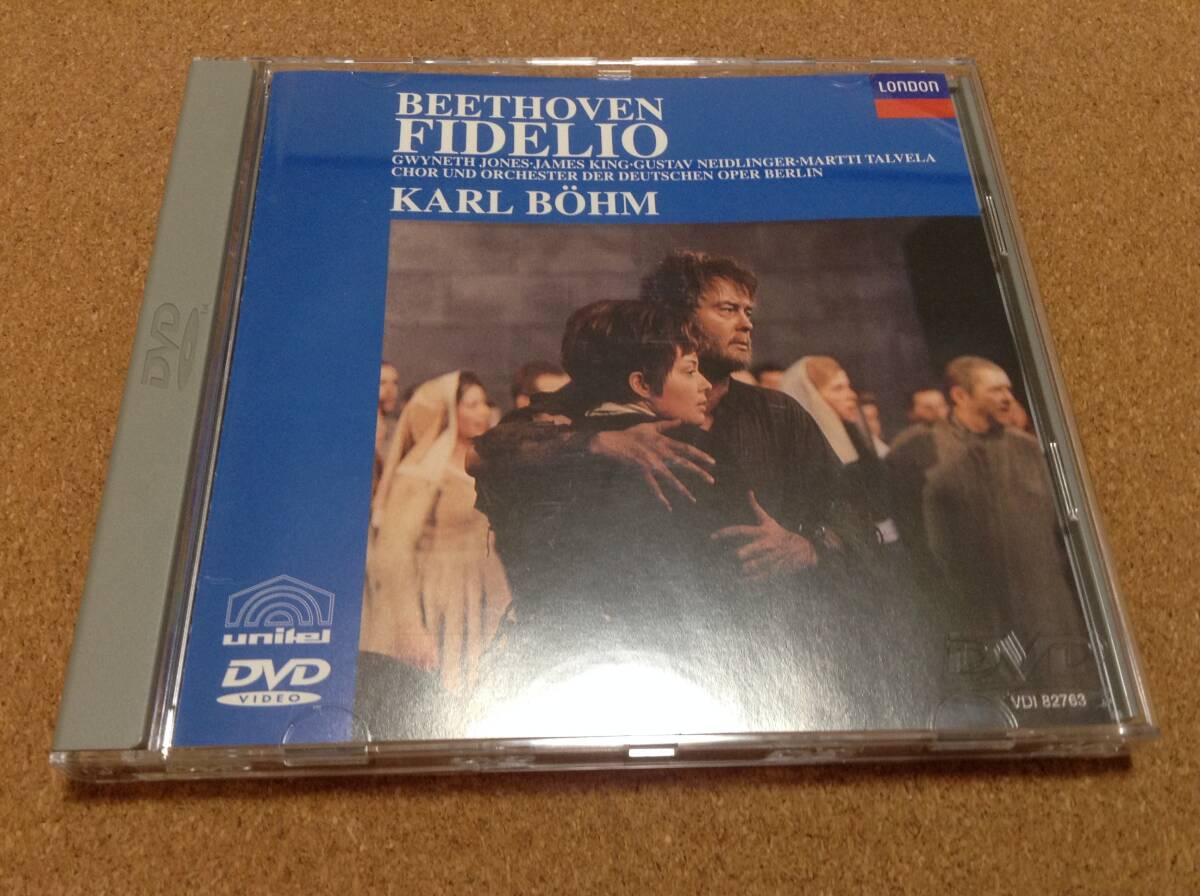 LONDON
BEETHOVEN
FIDELIO
GWYNETH JONES·JAMES KING·GUSTAV NEIDLINGER·MARTTI TALVELA
CHOR UND ORCHESTER DER DEUTSCHEN OPER BERLIN
KARL BÖHM
DVD
TM
unitel
DVD
VIDEO
DVD
VDI 82763